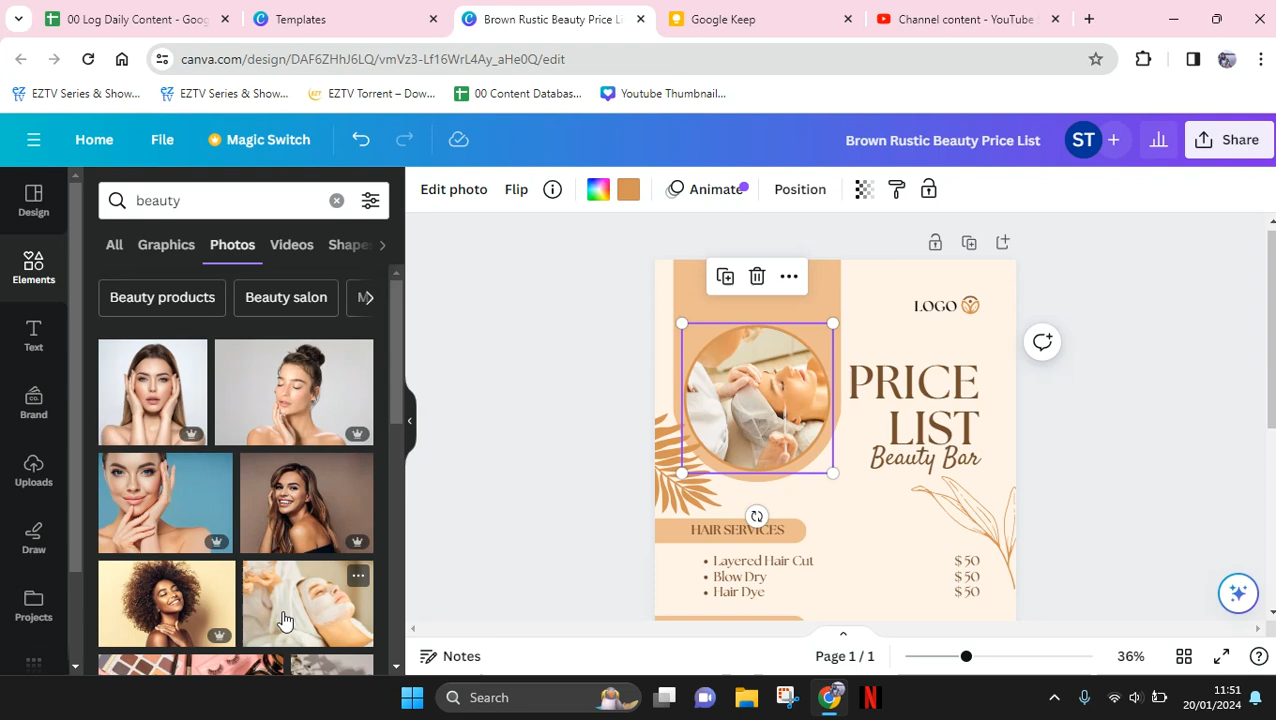 00 Log Daily Content - Goog
Templates
Brown Rustic Beauty Price Li
Google Keep
Channel content - YouTube S
canva.com/design/DAF6ZHhJ6LQ/vmVz3-Lf16WrL4Ay_aHe0Q/edit
EZTV Series & Show...
EZTV Series & Show...
EZTV Torrent – Dow...
00 Content Databas...
Youtube Thumbnail...
Home
File
Magic Switch
Brown Rustic Beauty Price List
ST
Share
Design
Elements
Text
Brand
Uploads
Draw
Projects
beauty
All
Graphics
Photos
Videos
Shapes
Beauty products
Beauty salon
M
Edit photo
Flip
Animate
Position
LOGO
PRICE
LIST
Beauty Bar
HAIR SERVICES
• Layered Hair Cut $50
• Blow Dry $50
• Hair Dye $50
Notes
Page 1 / 1
36%
Search
11:51
20/01/2024